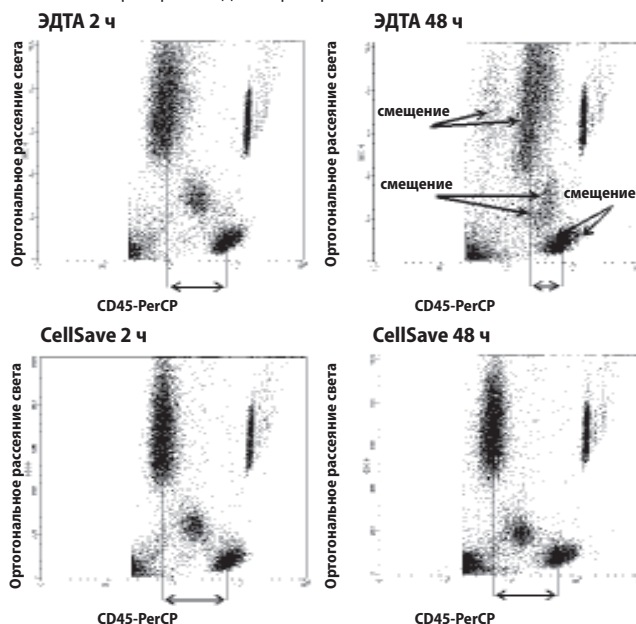 ЭДТА 2 ч
ЭДТА 48 ч
Ортогональное рассеяние света
Ортогональное рассеяние света
смещение
смещение
смещение
CD45-PerCP
CD45-PerCP
CellSave 2 ч
CellSave 48 ч
Ортогональное рассеяние света
Ортогональное рассеяние света
CD45-PerCP
CD45-PerCP